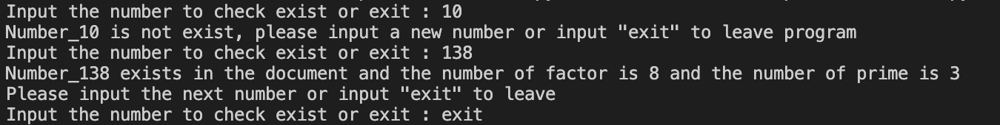 Input the number to check exist or exit : 10
Number_10 is not exist, please input a new number or input "exit" to leave program
Input the number to check exist or exit : 138
Number_138 exists in the document and the number of factor is 8 and the number of prime is 3
Please input the next number or input "exit" to leave
Input the number to check exist or exit : exit